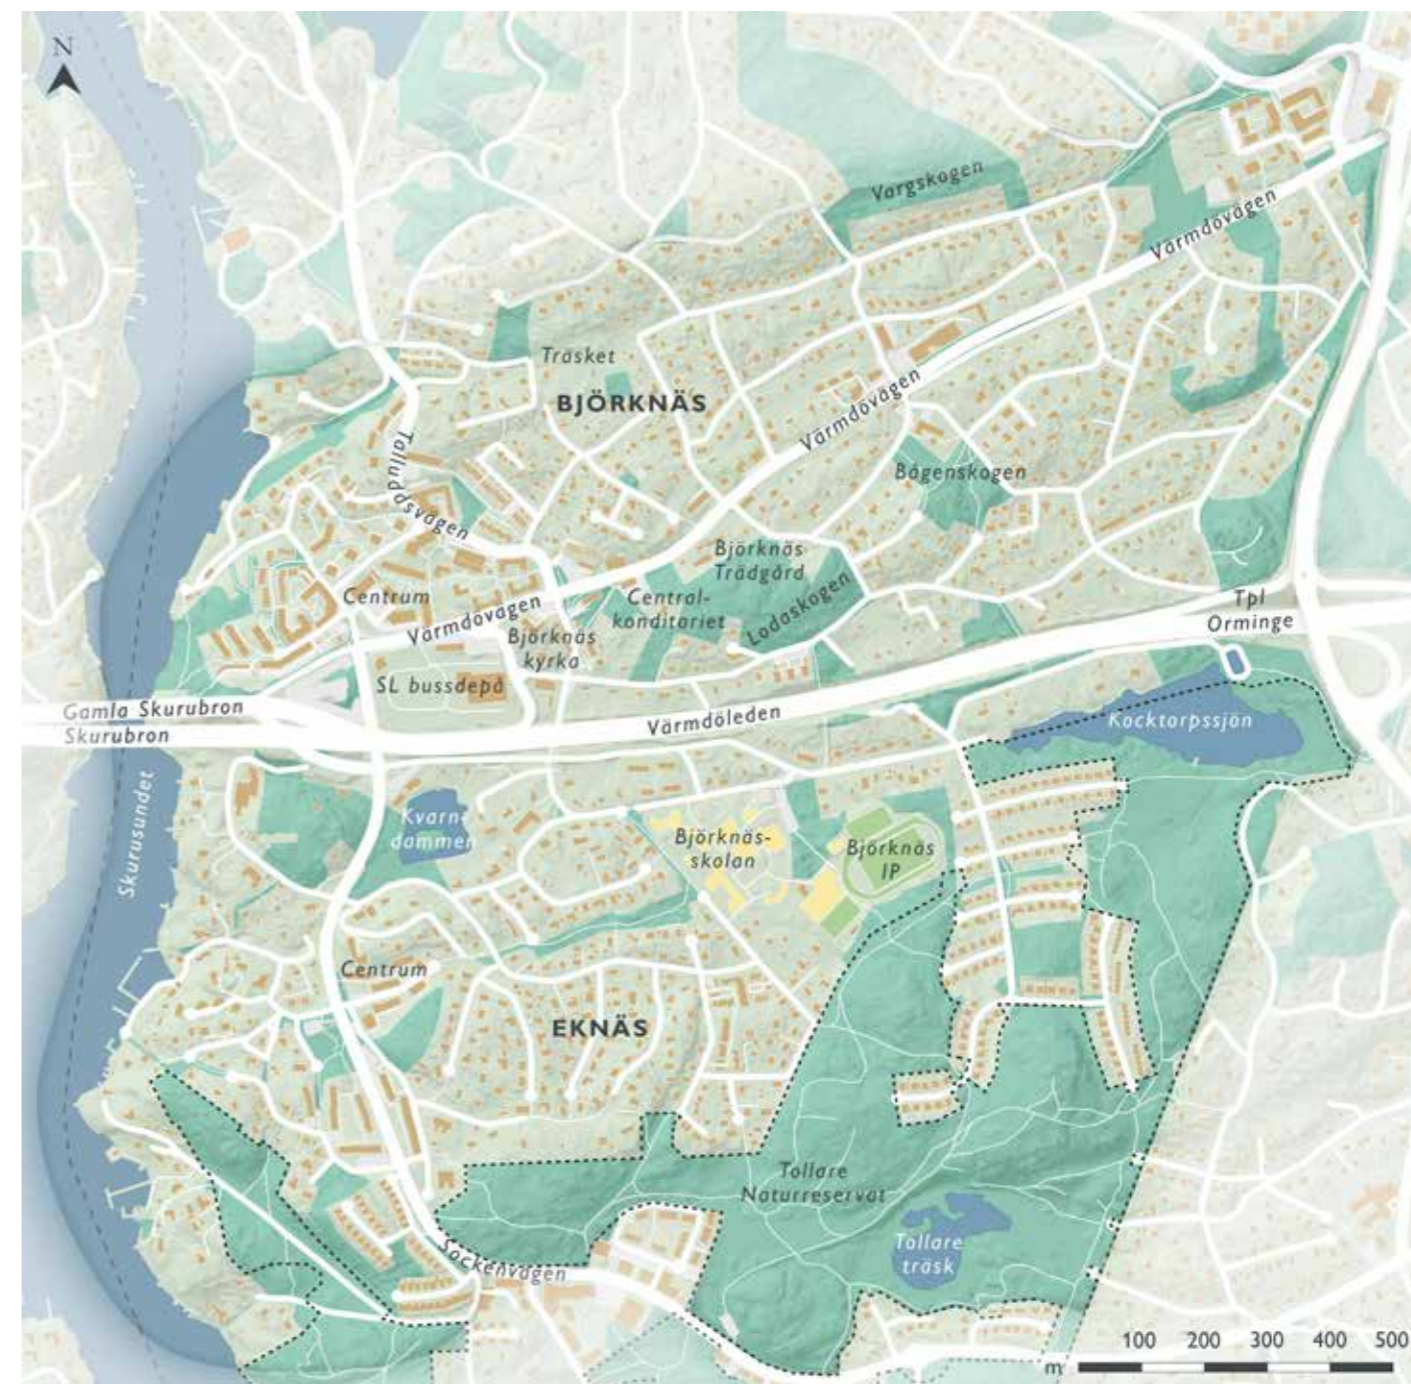 N
Vargskogen
Värmdövägen
Träsket
BJÖRKNÄS
Värmdövägen
Talluddsvägen
Bågenskogen
Björknäs
Trädgård
Centrum
Central-
konditoriet
Lodaskogen
Värmdövägen
Björknäs
kyrka
Tpl
Orminge
SL bussdepå
Gamla Skurubron
Skurubron
Värmdöleden
Kocktorpssjön
Skurusundet
Kvarn-
dammen
Björknäs-
skolan
Björknäs
IP
Centrum
EKNÄS
Tollare
Naturreservat
Tollare
träsk
Sockenvägen
100 200 300 400 500
m